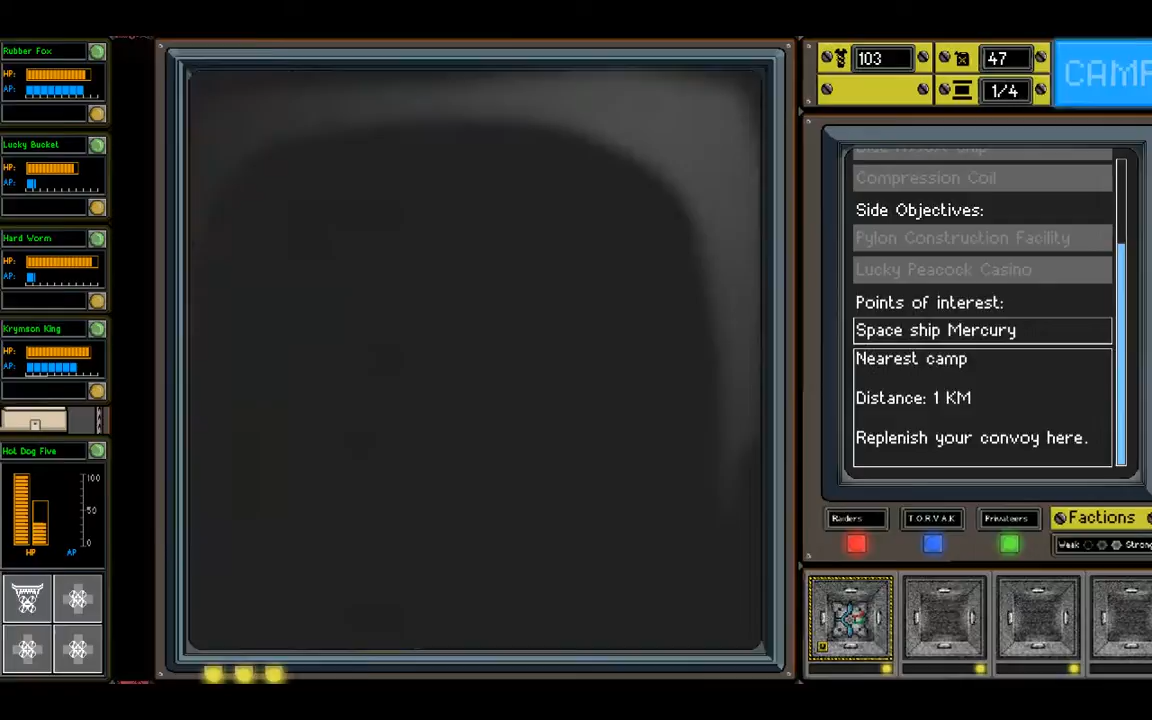 Rubber Fox
HP:
AP:
Lucky Bucket
HP:
AP:
Hard Worm
HP:
AP:
Krymson King
HP:
AP:
Hot Dog Five
100
50
0
HP AP
103
47
1/4
CAMP
Compression Coil
Side Objectives:
Pylon Construction Facility
Lucky Peacock Casino
Points of interest:
Space ship Mercury
Nearest camp
Distance: 1 KM
Replenish your convoy here.
Raiders
T.O.R.V.A.K
Privateers
Factions
Weak
Strong